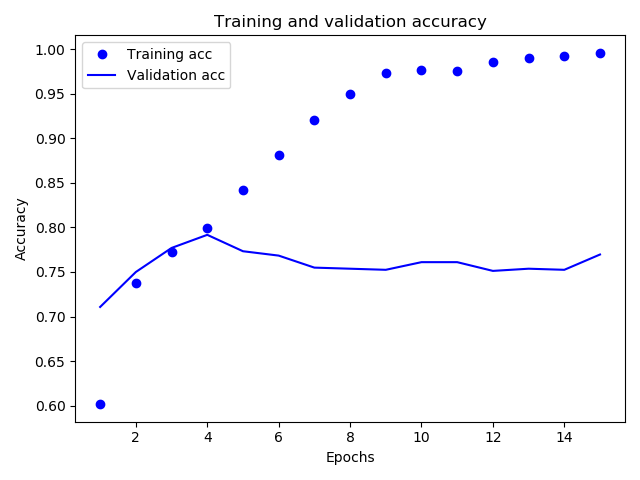 Training and validation accuracy
Training acc
Validation acc
1.00
0.95
0.90
0.85
0.80
0.75
0.70
0.65
0.60
Accuracy
2 4 6 8 10 12 14
Epochs